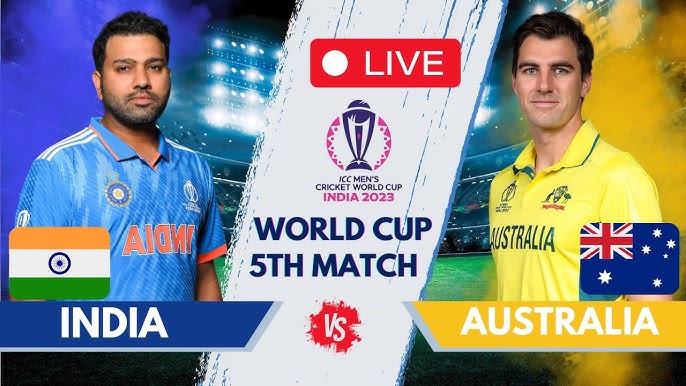 LIVE
ICC MEN'S
CRICKET WORLD CUP
INDIA 2023
WORLD CUP
5TH MATCH
INDIA
AUSTRALIA
INDIA
VS
AUSTRALIA